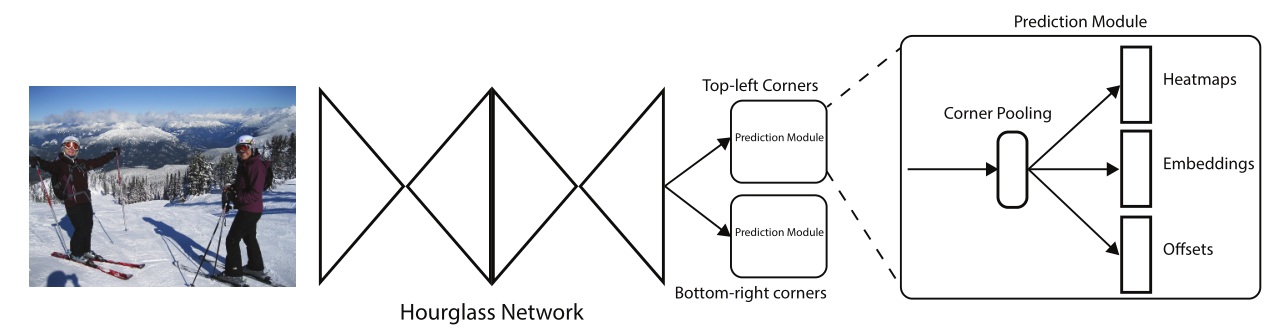 Prediction Module
Top-left Corners
Heatmaps
Corner Pooling
Prediction Module
Embeddings
Prediction Module
Offsets
Bottom-right corners
Hourglass Network